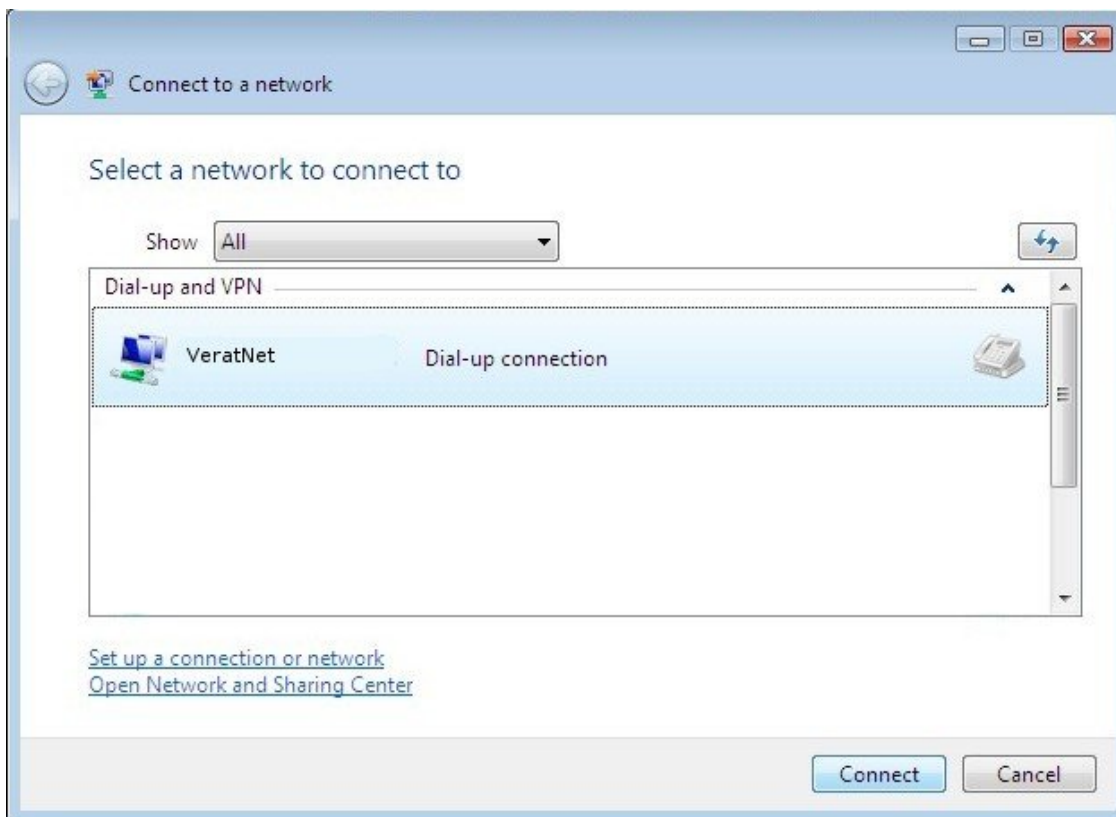 Connect to a network
Select a network to connect to
Show All
Dial-up and VPN
VeratNet Dial-up connection
Set up a connection or network
Open Network and Sharing Center
Connect Cancel